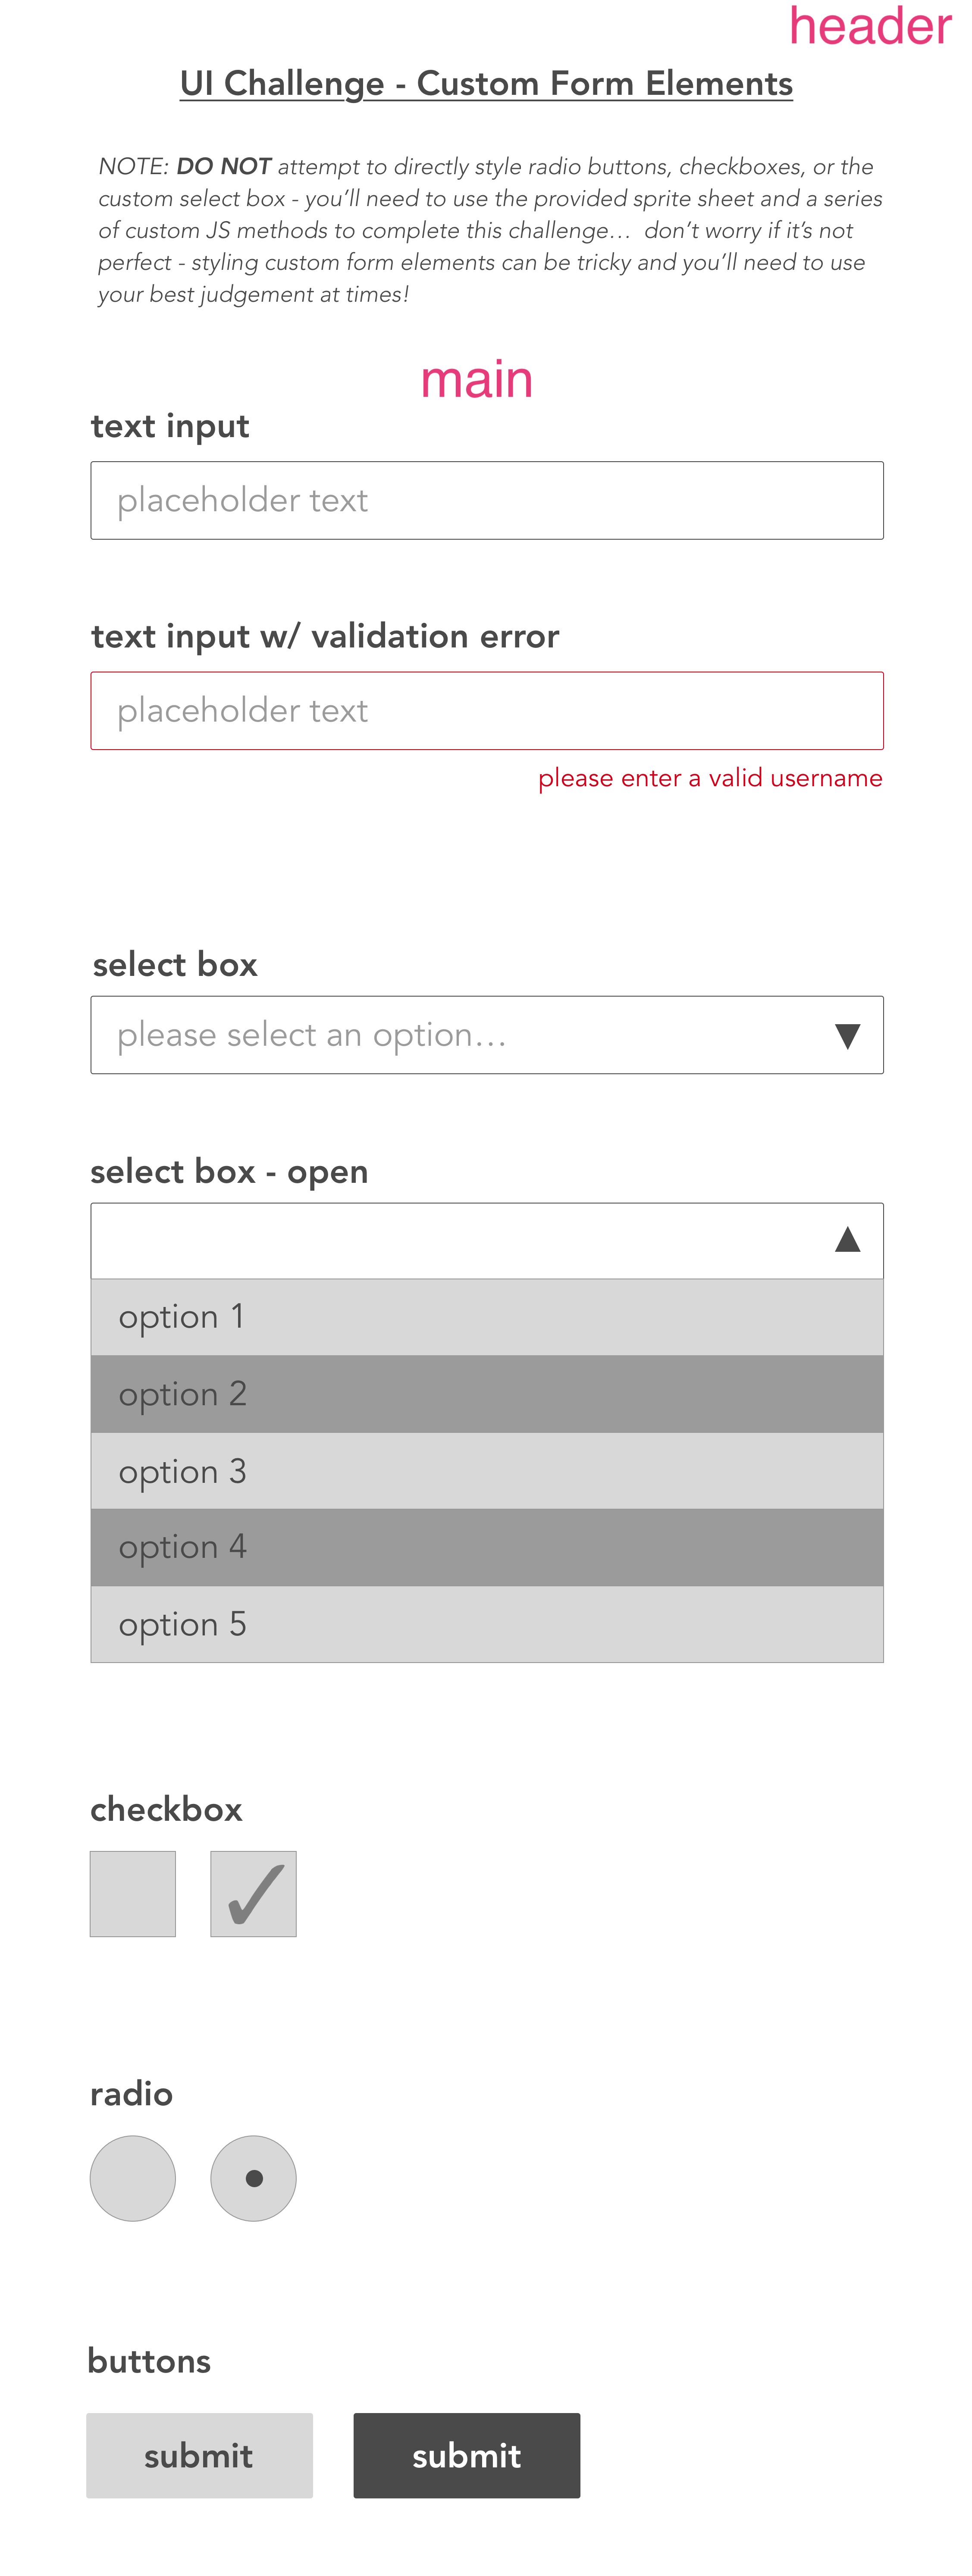 header
UI Challenge - Custom Form Elements
NOTE: DO NOT attempt to directly style radio buttons, checkboxes, or the
custom select box - you’ll need to use the provided sprite sheet and a series
of custom JS methods to complete this challenge… don’t worry if it’s not
perfect - styling custom form elements can be tricky and you’ll need to use
your best judgement at times!
main
text input
placeholder text
text input w/ validation error
placeholder text
please enter a valid username
select box
please select an option…
select box - open
option 1
option 2
option 3
option 4
option 5
checkbox
radio
buttons
submit submit